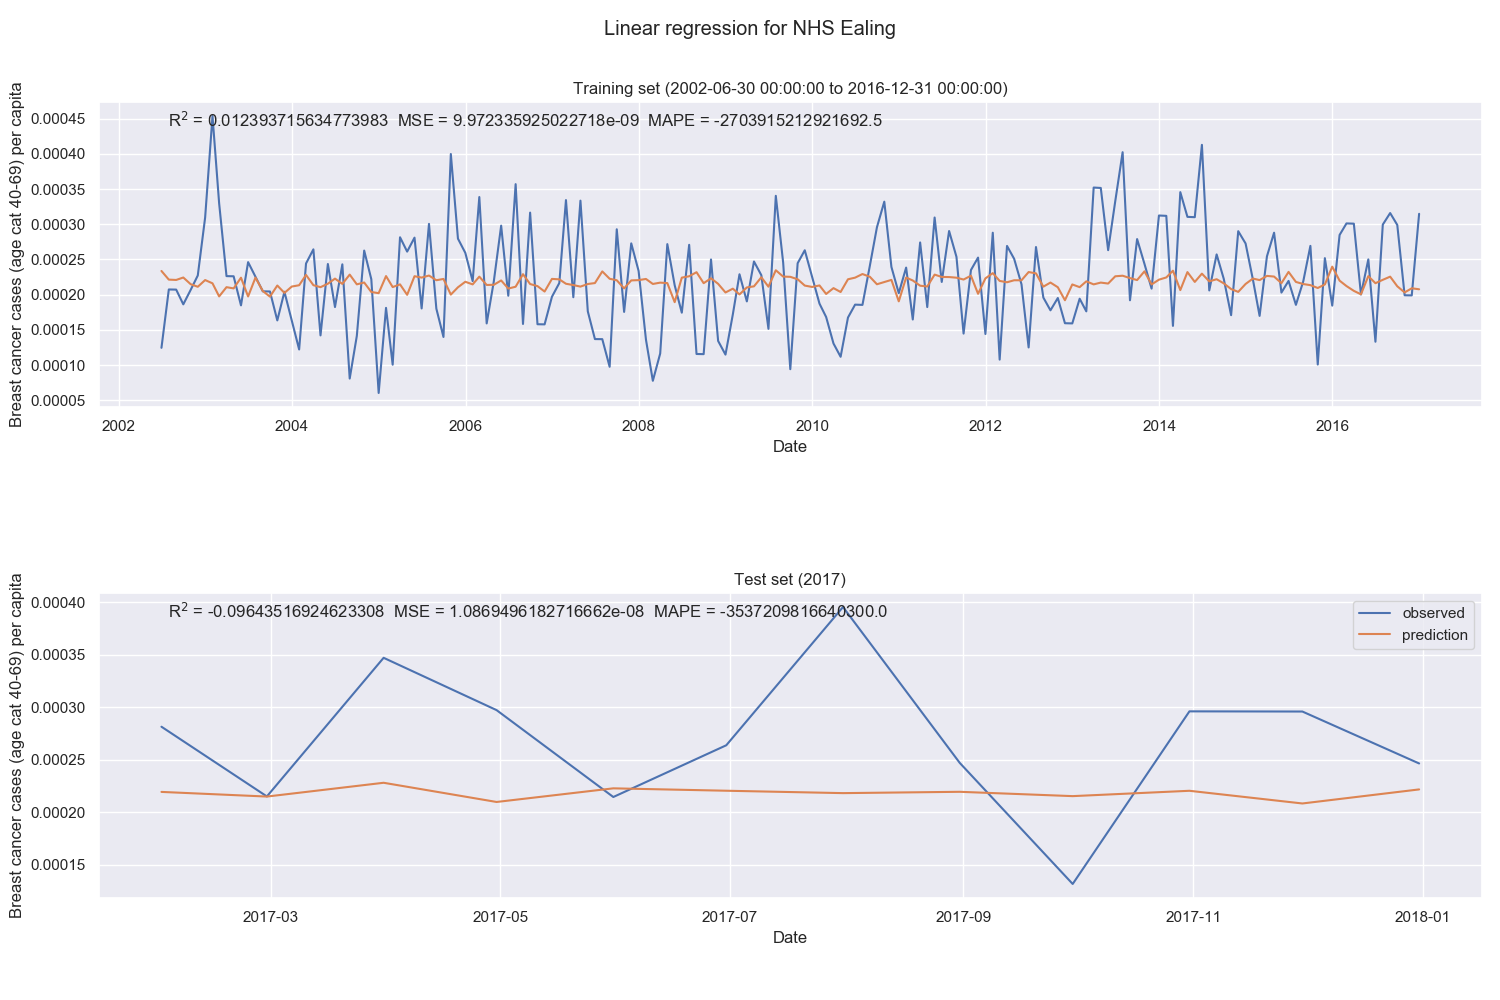 Linear regression for NHS Ealing
Training set (2002-06-30 00:00:00 to 2016-12-31 00:00:00)
R² = 0.012393715634773983 MSE = 9.972335925022718e-09 MAPE = -2703915212921692.5
Breast cancer cases (age cat 40-69) per capita
0.00045
0.00040
0.00035
0.00030
0.00025
0.00020
0.00015
0.00010
0.00005
2002 2004 2006 2008 2010 2012 2014 2016
Date
Test set (2017)
R² = -0.09643516924623308 MSE = 1.0869496182716662e-08 MAPE = -3537209816640300.0
observed
prediction
Breast cancer cases (age cat 40-69) per capita
0.00040
0.00035
0.00030
0.00025
0.00020
0.00015
2017-03 2017-05 2017-07 2017-09 2017-11 2018-01
Date